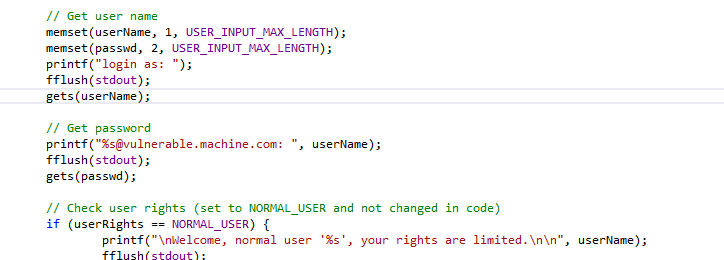 // Get user name
memset(userName, 1, USER_INPUT_MAX_LENGTH);
memset(passwd, 2, USER_INPUT_MAX_LENGTH);
printf("login as: ");
fflush(stdout);
gets(userName);
// Get password
printf("%s@vulnerable.machine.com: ", userName);
fflush(stdout);
gets(passwd);
// Check user rights (set to NORMAL_USER and not changed in code)
if (userRights == NORMAL_USER) {
printf("\nWelcome, normal user '%s', your rights are limited.\n\n", userName);
fflush(stdout);